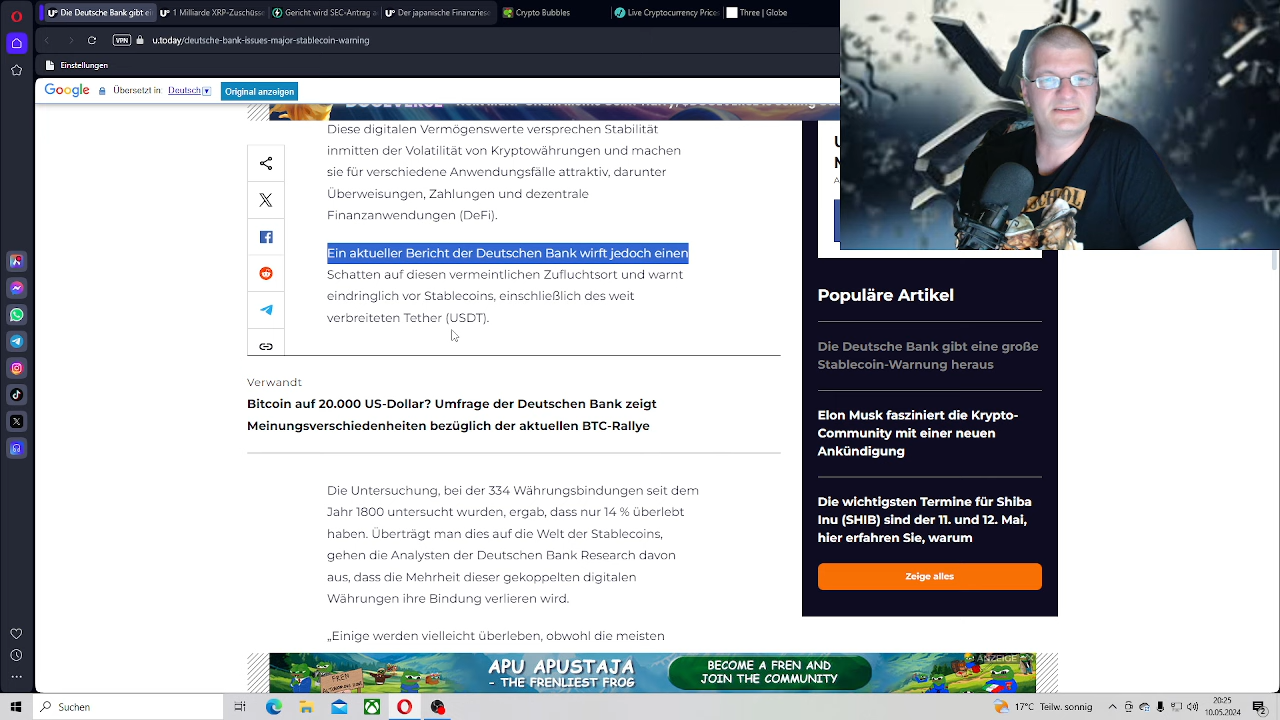 Die Deutsche Bank gibt ei
1 Milliarde XRP-Zuschüss
Gericht wird SEC-Antrag a
Der japanische Finanzries
Crypto Bubbles
Live Cryptocurrency Prices
Three | Globe
VPN
u.today/deutsche-bank-issues-major-stablecoin-warning
Einstellungen
Google Übersetzt in: Deutsch Original anzeigen
Diese digitalen Vermögenswerte versprechen Stabilität
inmitten der Volatilität von Kryptowährungen und machen
sie für verschiedene Anwendungsfälle attraktiv, darunter
Überweisungen, Zahlungen und dezentrale
Finanzanwendungen (DeFi).
Ein aktueller Bericht der Deutschen Bank wirft jedoch einen
Schatten auf diesen vermeintlichen Zufluchtsort und warnt
eindringlich vor Stablecoins, einschließlich des weit
verbreiteten Tether (USDT).
Verwandt
Bitcoin auf 20.000 US-Dollar? Umfrage der Deutschen Bank zeigt
Meinungsverschiedenheiten bezüglich der aktuellen BTC-Rallye
Die Untersuchung, bei der 334 Währungsbindungen seit dem
Jahr 1800 untersucht wurden, ergab, dass nur 14 % überlebt
haben. Überträgt man dies auf die Welt der Stablecoins,
gehen die Analysten der Deutschen Bank Research davon
aus, dass die Mehrheit dieser gekoppelten digitalen
Währungen ihre Bindung verlieren wird.
„Einige werden vielleicht überleben, obwohl die meisten
Populäre Artikel
Die Deutsche Bank gibt eine große
Stablecoin-Warnung heraus
Elon Musk fasziniert die Krypto-
Community mit einer neuen
Ankündigung
Die wichtigsten Termine für Shiba
Inu (SHIB) sind der 11. und 12. Mai,
hier erfahren Sie, warum
Zeige alles
ANZEIGE
APU APUSTAJA
- THE FRENLIEST FROG
BECOME A FREN AND
JOIN THE COMMUNITY
Suchen
17°C Teilw. sonnig
20:25
10.05.2024